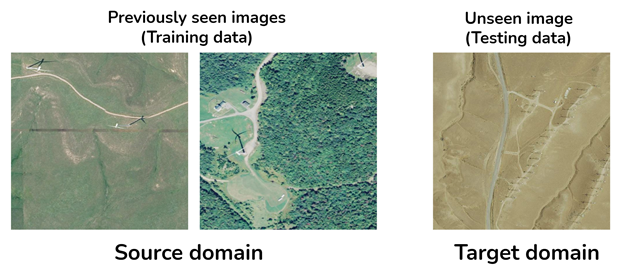 Previously seen images
(Training data)
Unseen image
(Testing data)
Source domain
Target domain